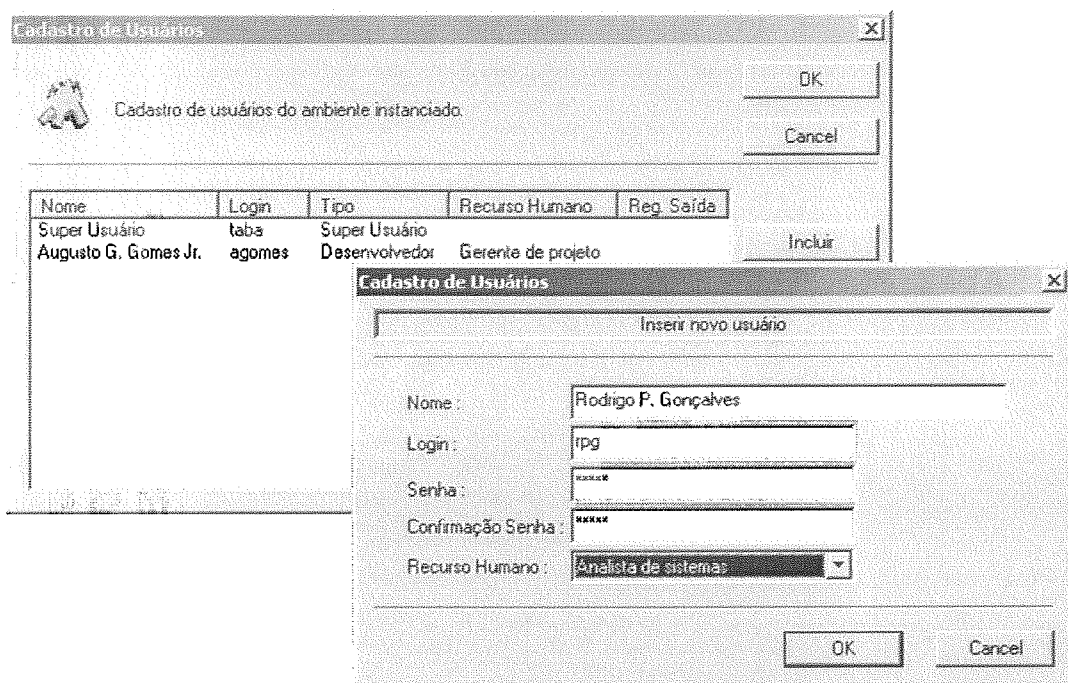 Cadastro de Usuários
OK
Cadastro de usuários do ambiente instanciado.
Cancel
Nome Login Tipo Recurso Humano Reg. Saída
Super Usuário taba Super Usuário
Incluir
Augusto G. Gomes Jr. agomes Desenvolvedor Gerente de projeto
Cadastro de Usuários
Inserir novo usuário
Nome : Rodrigo P. Gonçalves
Login : rpg
Senha : *****
Confirmação Senha : *****
Recurso Humano : Analista de sistemas
OK Cancel